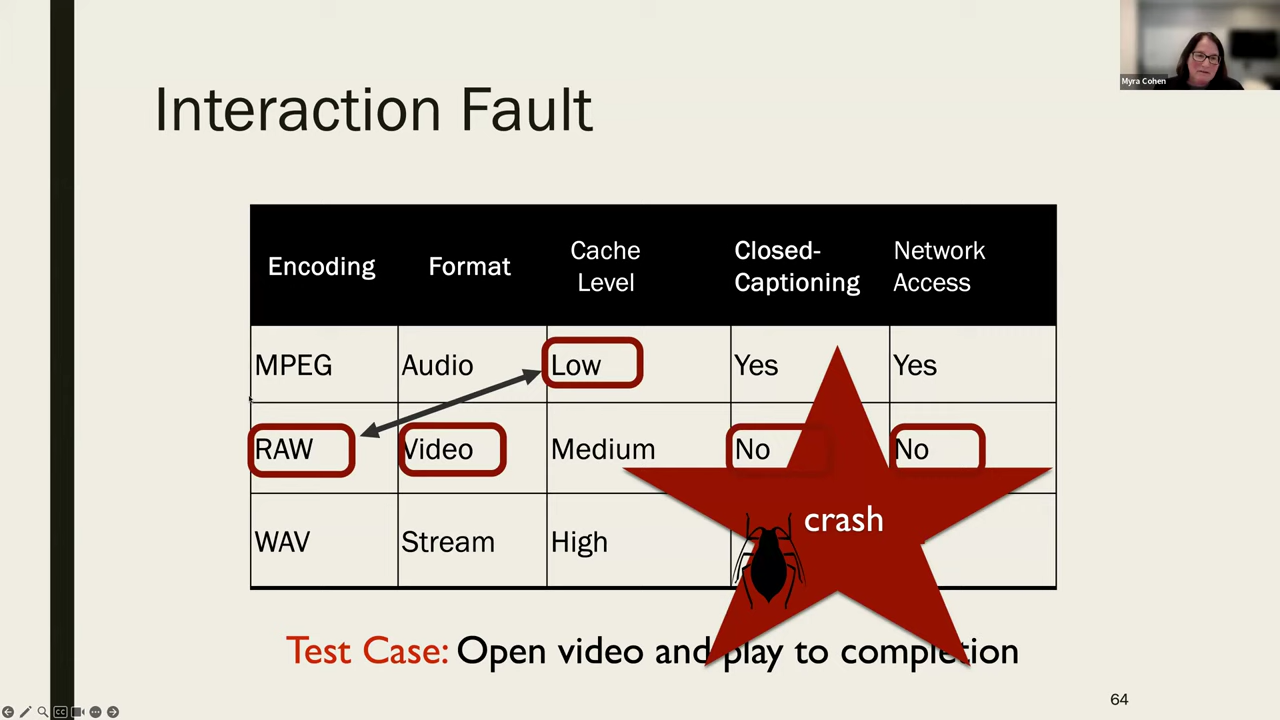 Myra Cohen
Interaction Fault
Encoding Format Cache Level Closed-Captioning Network Access
MPEG Audio Low Yes Yes
RAW Video Medium No No
WAV Stream High
crash
Test Case: Open video and play to completion
64
CC